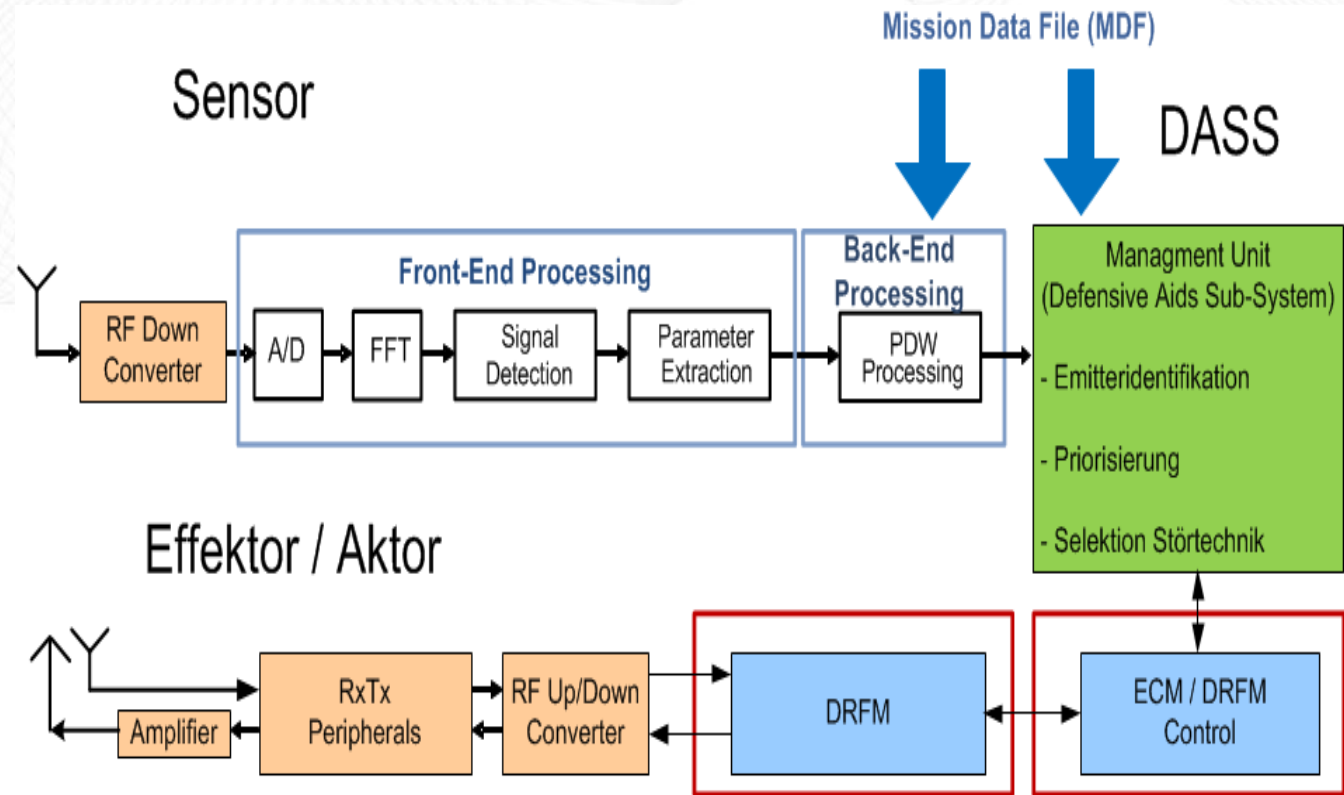 Mission Data File (MDF)
Sensor
DASS
Front-End Processing
Back-End
Processing
Managment Unit
(Defensive Aids Sub-System)
- Emitteridentifikation
- Priorisierung
- Selektion Störtechnik
RF Down
Converter
A/D
FFT
Signal
Detection
Parameter
Extraction
PDW
Processing
Effektor / Aktor
Amplifier
RxTx
Peripherals
RF Up/Down
Converter
DRFM
ECM / DRFM
Control